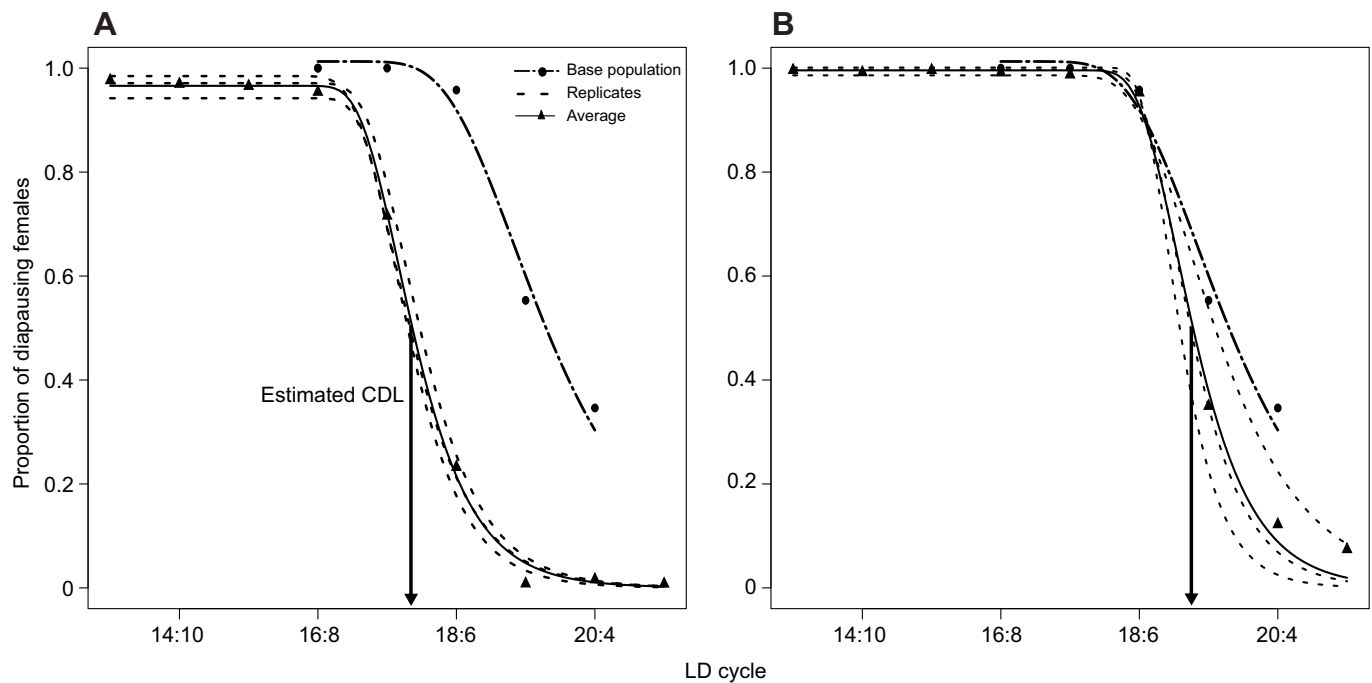 A
B
Proportion of diapausing females
1.0
0.8
0.6
0.4
0.2
0
Base population
Replicates
Average
Estimated CDL
14:10
16:8
18:6
20:4
1.0
0.8
0.6
0.4
0.2
0
14:10
16:8
18:6
20:4
LD cycle